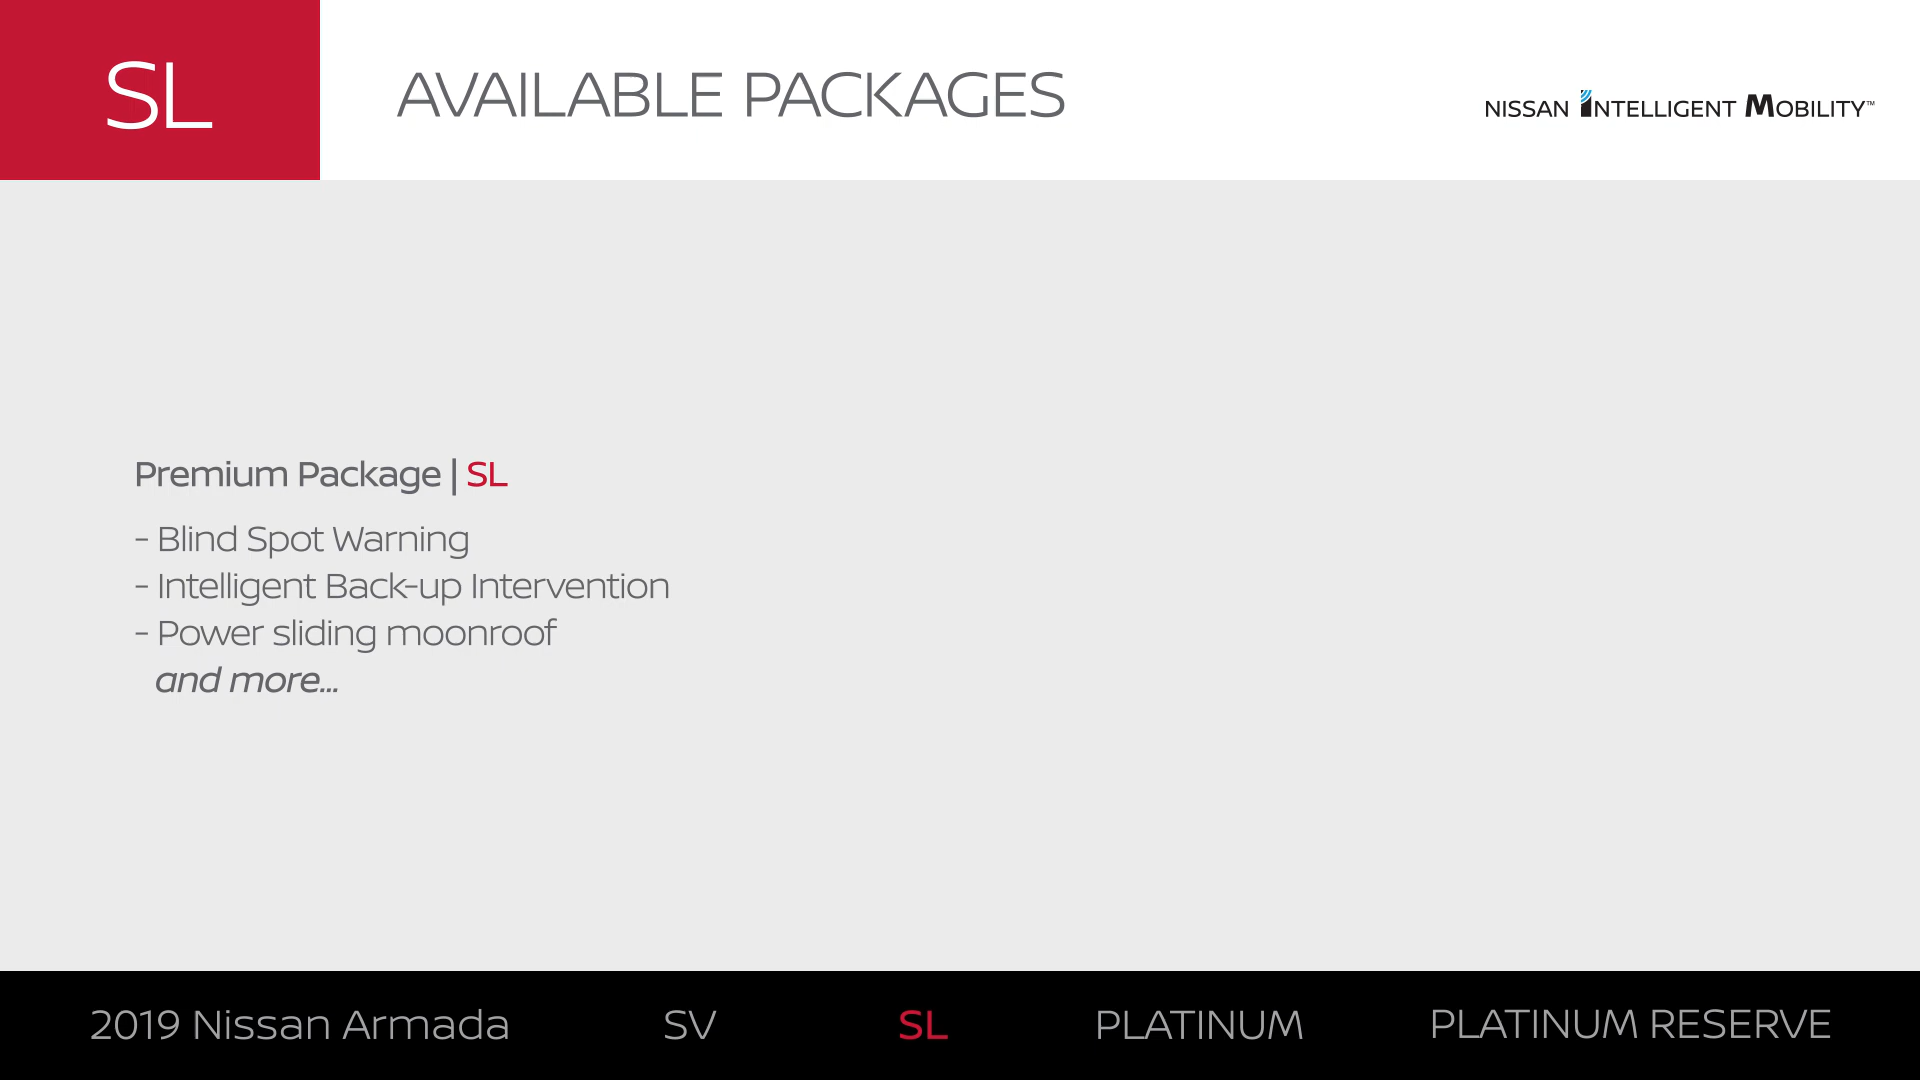 SL
AVAILABLE PACKAGES
NISSAN INTELLIGENT MOBILITY™
Premium Package | SL
- Blind Spot Warning
- Intelligent Back-up Intervention
- Power sliding moonroof
and more...
2019 Nissan Armada SV SL PLATINUM PLATINUM RESERVE